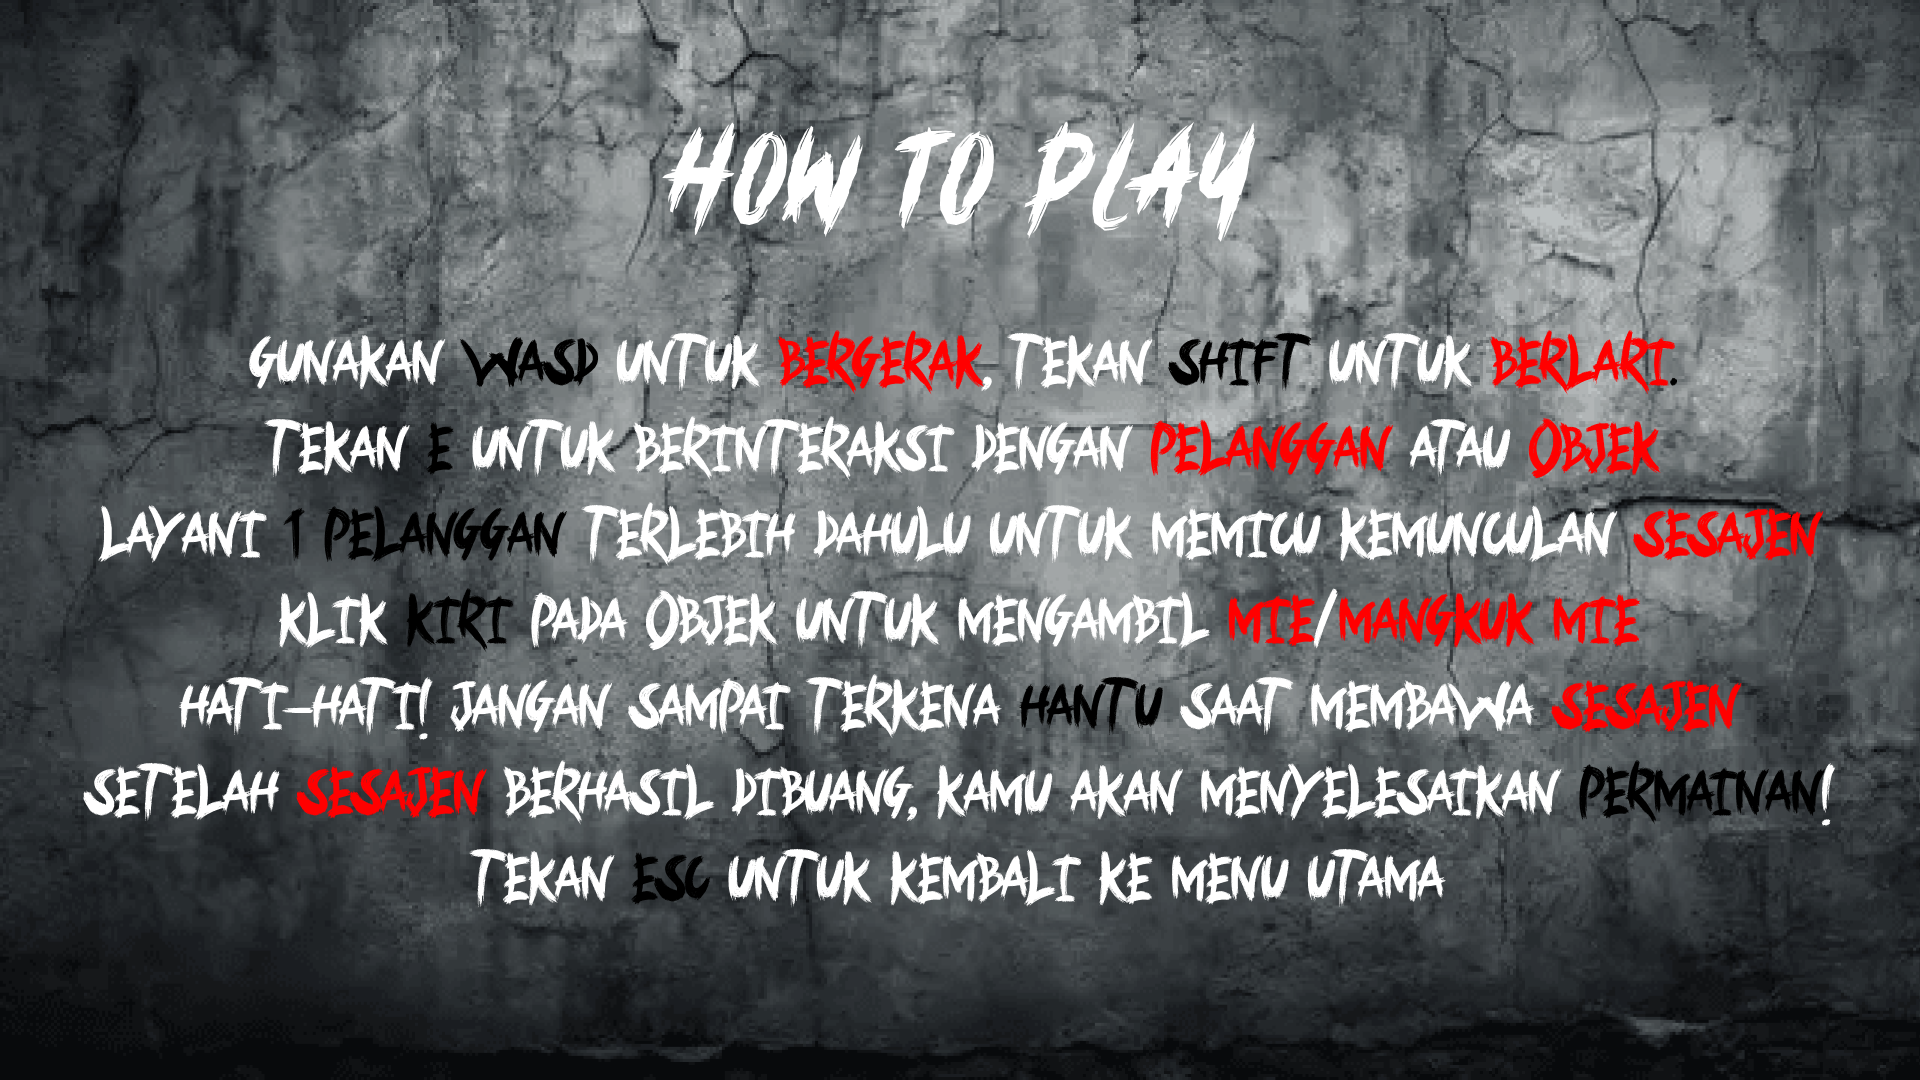 HOW TO PLAY
GUNAKAN WASD UNTUK BERGERAK, TEKAN SHIFT UNTUK BERLARI.
TEKAN E UNTUK BERINTERAKSI DENGAN PELANGGAN ATAU OBJEK
LAYANI 1 PELANGGAN TERLEBIH DAHULU UNTUK MEMICU KEMUNCULAN SESAJEN
KLIK KIRI PADA OBJEK UNTUK MENGAMBIL MIE/MANGKUK MIE
HATI-HATI! JANGAN SAMPAI TERKENA HANTU SAAT MEMBAWA SESAJEN
SETELAH SESAJEN BERHASIL DIBUANG, KAMU AKAN MENYELESAIKAN PERMAINAN!
TEKAN ESC UNTUK KEMBALI KE MENU UTAMA